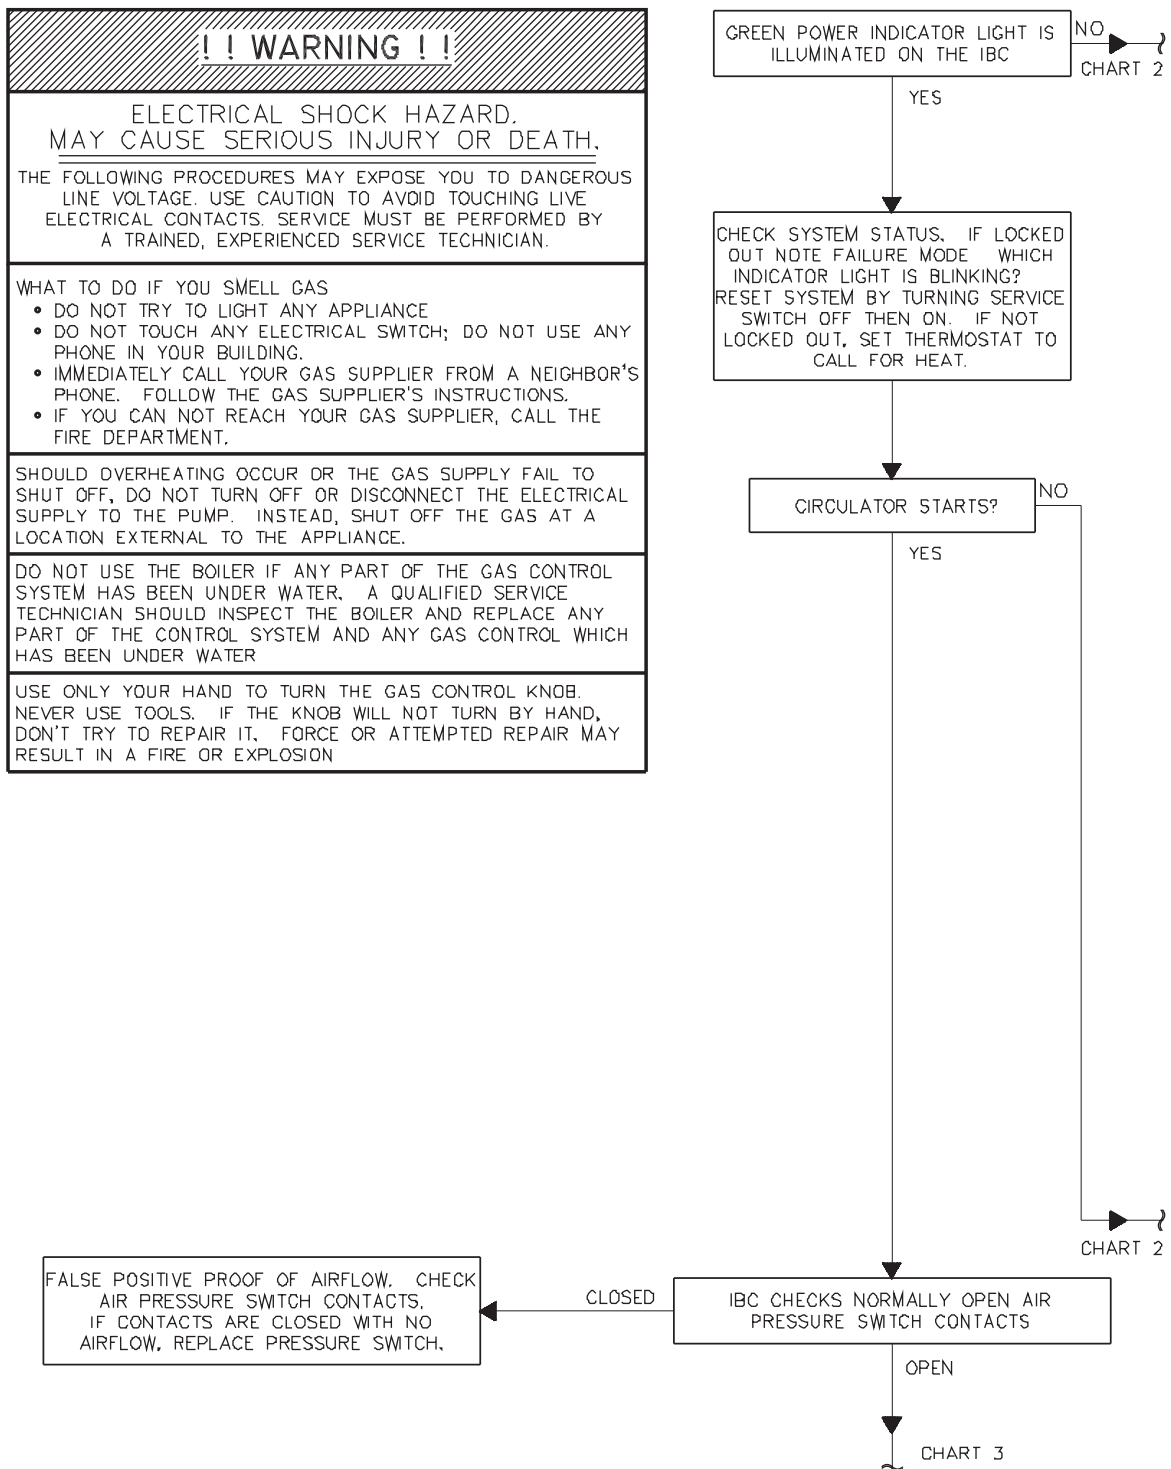 ! ! WARNING ! !
ELECTRICAL SHOCK HAZARD.
MAY CAUSE SERIOUS INJURY OR DEATH.
THE FOLLOWING PROCEDURES MAY EXPOSE YOU TO DANGEROUS
LINE VOLTAGE. USE CAUTION TO AVOID TOUCHING LIVE
ELECTRICAL CONTACTS. SERVICE MUST BE PERFORMED BY
A TRAINED, EXPERIENCED SERVICE TECHNICIAN.
WHAT TO DO IF YOU SMELL GAS
• DO NOT TRY TO LIGHT ANY APPLIANCE
• DO NOT TOUCH ANY ELECTRICAL SWITCH; DO NOT USE ANY
PHONE IN YOUR BUILDING.
• IMMEDIATELY CALL YOUR GAS SUPPLIER FROM A NEIGHBOR'S
PHONE. FOLLOW THE GAS SUPPLIER'S INSTRUCTIONS.
• IF YOU CAN NOT REACH YOUR GAS SUPPLIER, CALL THE
FIRE DEPARTMENT.
SHOULD OVERHEATING OCCUR OR THE GAS SUPPLY FAIL TO
SHUT OFF, DO NOT TURN OFF OR DISCONNECT THE ELECTRICAL
SUPPLY TO THE PUMP. INSTEAD, SHUT OFF THE GAS AT A
LOCATION EXTERNAL TO THE APPLIANCE.
DO NOT USE THE BOILER IF ANY PART OF THE GAS CONTROL
SYSTEM HAS BEEN UNDER WATER. A QUALIFIED SERVICE
TECHNICIAN SHOULD INSPECT THE BOILER AND REPLACE ANY
PART OF THE CONTROL SYSTEM AND ANY GAS CONTROL WHICH
HAS BEEN UNDER WATER
USE ONLY YOUR HAND TO TURN THE GAS CONTROL KNOB.
NEVER USE TOOLS. IF THE KNOB WILL NOT TURN BY HAND,
DON'T TRY TO REPAIR IT. FORCE OR ATTEMPTED REPAIR MAY
RESULT IN A FIRE OR EXPLOSION
GREEN POWER INDICATOR LIGHT IS
ILLUMINATED ON THE IBC
NO
CHART 2
YES
CHECK SYSTEM STATUS. IF LOCKED
OUT NOTE FAILURE MODE WHICH
INDICATOR LIGHT IS BLINKING?
RESET SYSTEM BY TURNING SERVICE
SWITCH OFF THEN ON. IF NOT
LOCKED OUT, SET THERMOSTAT TO
CALL FOR HEAT.
CIRCULATOR STARTS?
NO
YES
CHART 2
IBC CHECKS NORMALLY OPEN AIR
PRESSURE SWITCH CONTACTS
CLOSED
FALSE POSITIVE PROOF OF AIRFLOW. CHECK
AIR PRESSURE SWITCH CONTACTS.
IF CONTACTS ARE CLOSED WITH NO
AIRFLOW, REPLACE PRESSURE SWITCH.
OPEN
CHART 3